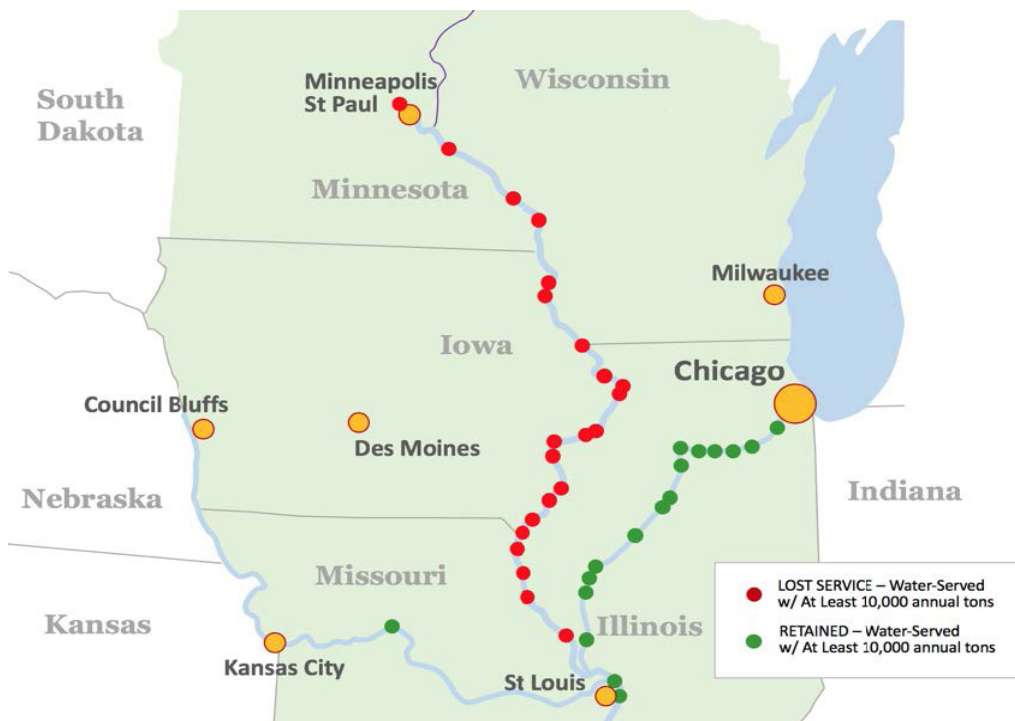 Minneapolis
St Paul
Wisconsin
South
Dakota
Minnesota
Milwaukee
Iowa
Chicago
Council Bluffs
Des Moines
Nebraska
Indiana
Missouri
Kansas
Illinois
Kansas City
St Louis
LOST SERVICE – Water-Served
w/ At Least 10,000 annual tons
RETAINED – Water-Served
w/ At Least 10,000 annual tons